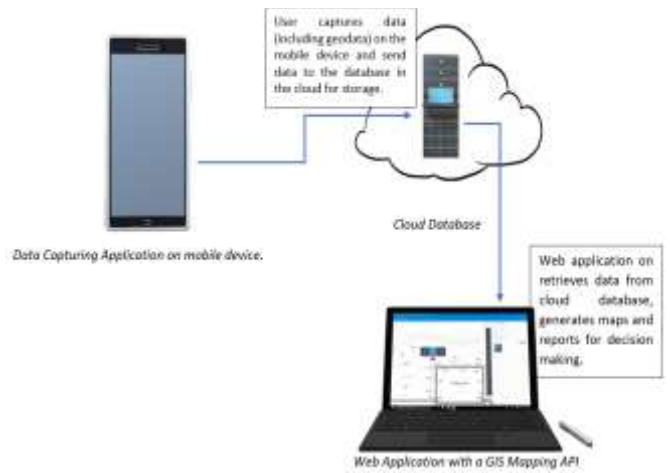 User captures data
(including geodata) on the
mobile device and send
data to the database in
the cloud for storage.
Cloud Database
Data Capturing Application on mobile device.
Web application on
retrieves data from
cloud database,
generates maps and
reports for decision
making.
Web Application with a GIS Mapping API